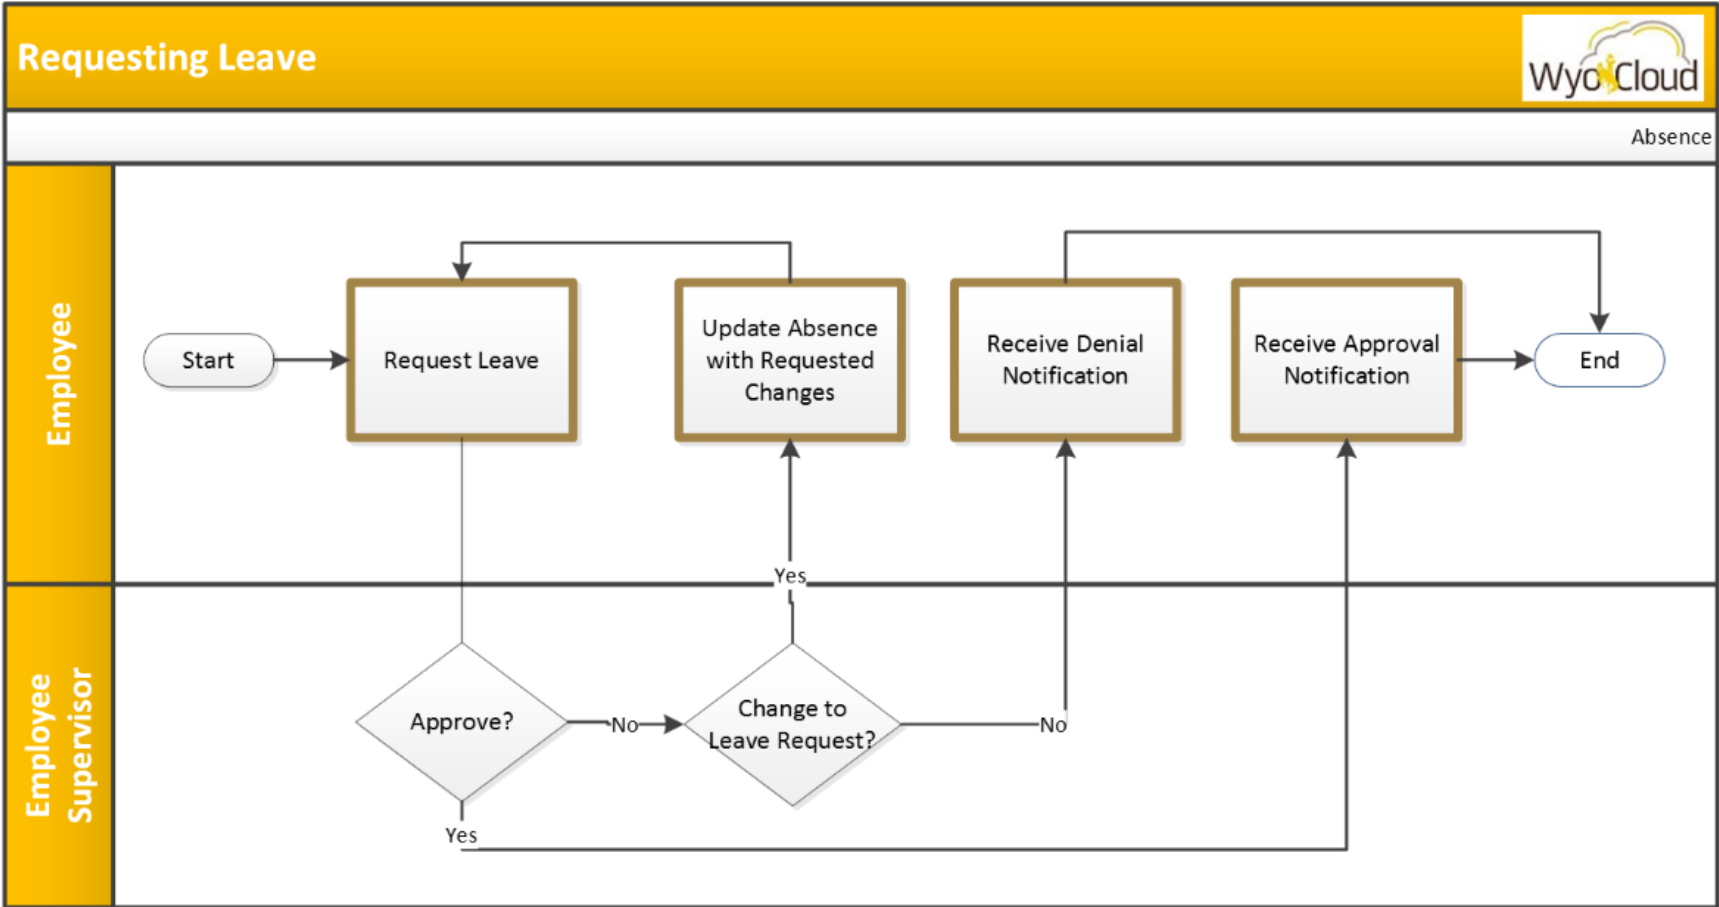 Requesting Leave
WyoCloud
Absence
Employee
Start
Request Leave
Update Absence
with Requested
Changes
Receive Denial
Notification
Receive Approval
Notification
End
Yes
Employee
Supervisor
Approve?
No
Change to
Leave Request?
No
Yes